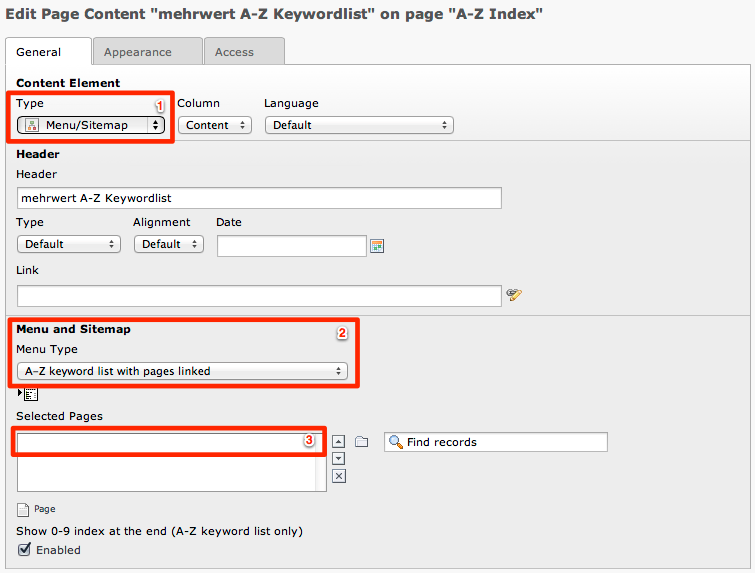 Edit Page Content "mehrwert A-Z Keywordlist" on page "A-Z Index"
General Appearance Access
Content Element
Type 1 Column Language
Menu/Sitemap Content Default
Header
Header
mehrwert A-Z Keywordlist
Type Alignment Date
Default Default
Link
Menu and Sitemap 2
Menu Type
A-Z keyword list with pages linked
Selected Pages
3 Find records
Page
Show 0-9 index at the end (A-Z keyword list only)
Enabled